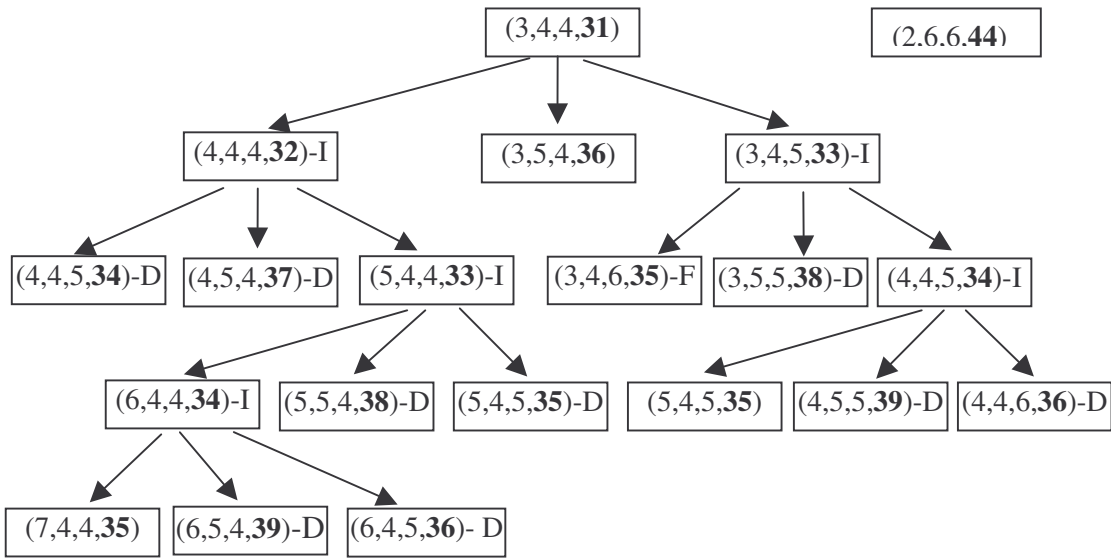 (3,4,4,31)
(2,6,6,44)
(4,4,4,32)-I
(3,5,4,36)
(3,4,5,33)-I
(4,4,5,34)-D
(4,5,4,37)-D
(5,4,4,33)-I
(3,4,6,35)-F
(3,5,5,38)-D
(4,4,5,34)-I
(6,4,4,34)-I
(5,5,4,38)-D
(5,4,5,35)-D
(5,4,5,35)
(4,5,5,39)-D
(4,4,6,36)-D
(7,4,4,35)
(6,5,4,39)-D
(6,4,5,36)- D